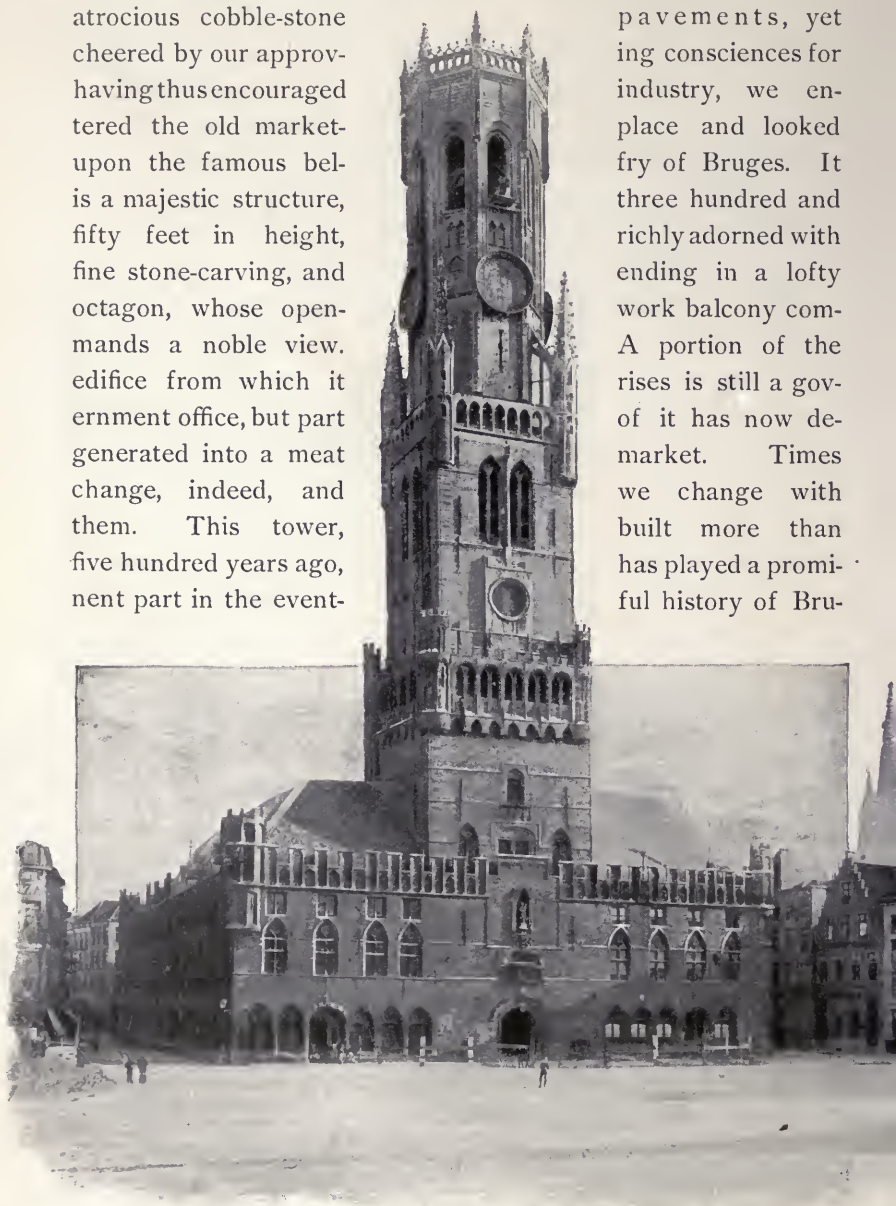 atrocious cobble-stone pavements, yet
cheered by our approv- ing consciences for
having thus encouraged industry, we en-
tered the old market- place and looked
upon the famous bel- fry of Bruges. It
is a majestic structure, three hundred and
fifty feet in height, richly adorned with
fine stone-carving, and ending in a lofty
octagon, whose open- work balcony com-
mands a noble view. A portion of the
edifice from which it rises is still a gov-
ernment office, but part of it has now de-
generated into a meat market. Times
change, indeed, and we change with
them. This tower, built more than
five hundred years ago, has played a promi-
nent part in the event- ful history of Bru-